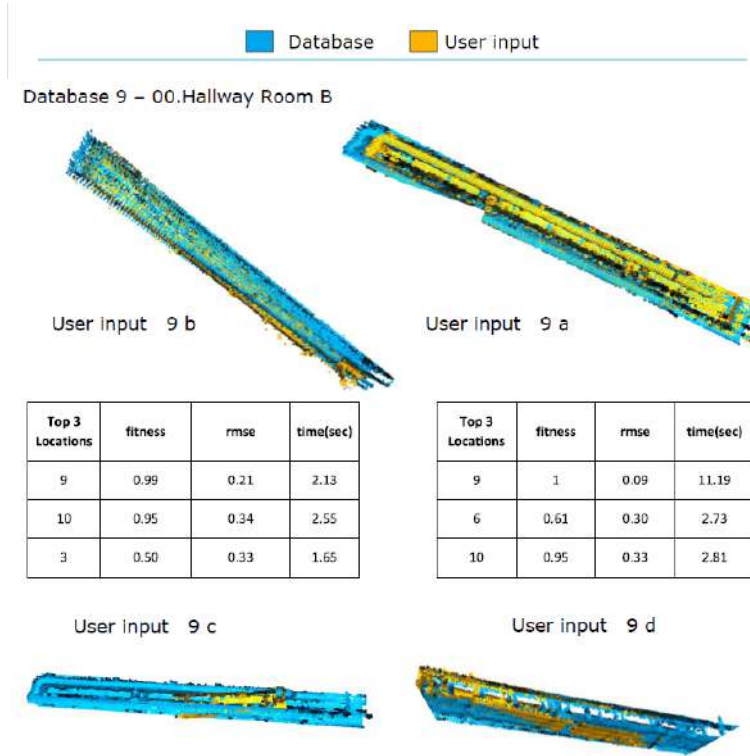 Database User input
Database 9 – 00.Hallway Room B
User input 9 b
User input 9 a
Top 3 Locations fitness rmse time(sec)
9 0.99 0.21 2.13
10 0.95 0.34 2.55
3 0.50 0.33 1.65
Top 3 Locations fitness rmse time(sec)
9 1 0.09 11.19
6 0.61 0.30 2.73
10 0.95 0.33 2.81
User input 9 c
User input 9 d